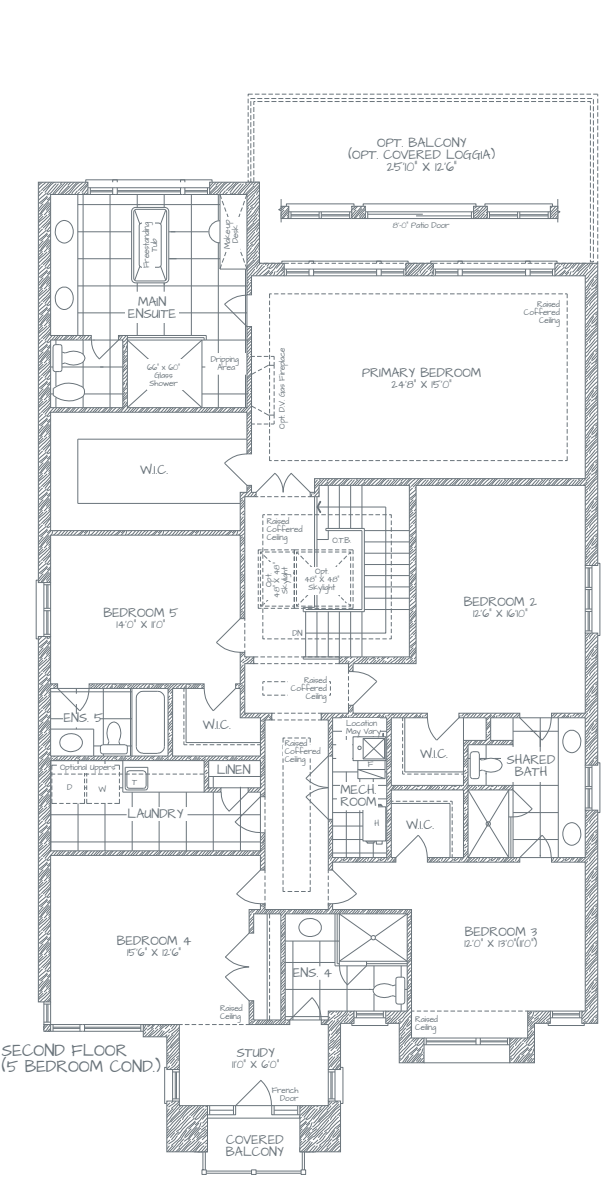 OPT. BALCONY
(OPT. COVERED LOGGIA)
25'10" X 12'6"
8'-0" Patio Door
Freestanding
Tub
Make-up
Desk
MAIN
ENSUITE
Raised
Coffered
Ceiling
66" x 60"
Glass
Shower
Dripping
Area
Opt. D.V. Gas Fireplace
PRIMARY BEDROOM
24'8" X 15'0"
W.I.C.
Raised
Coffered
Ceiling
O.T.B.
Opt.
48" X 48"
Skylight
Opt.
48" X 48"
Skylight
DN
BEDROOM 5
14'0" X 11'0"
BEDROOM 2
12'6" X 16'10"
Raised
Coffered
Ceiling
ENS. 5
W.I.C.
Raised
Coffered
Ceiling
Location
May Vary
F
W.I.C.
SHARED
BATH
Optional Uppers
D
W
T
LINEN
MECH.
ROOM
H
W.I.C.
LAUNDRY
BEDROOM 4
15'6" X 12'6"
BEDROOM 3
12'0" X 13'0"(11'0")
ENS. 4
Raised
Ceiling
Raised
Ceiling
SECOND FLOOR
(5 BEDROOM COND.)
STUDY
11'0" X 6'0"
French
Door
COVERED
BALCONY